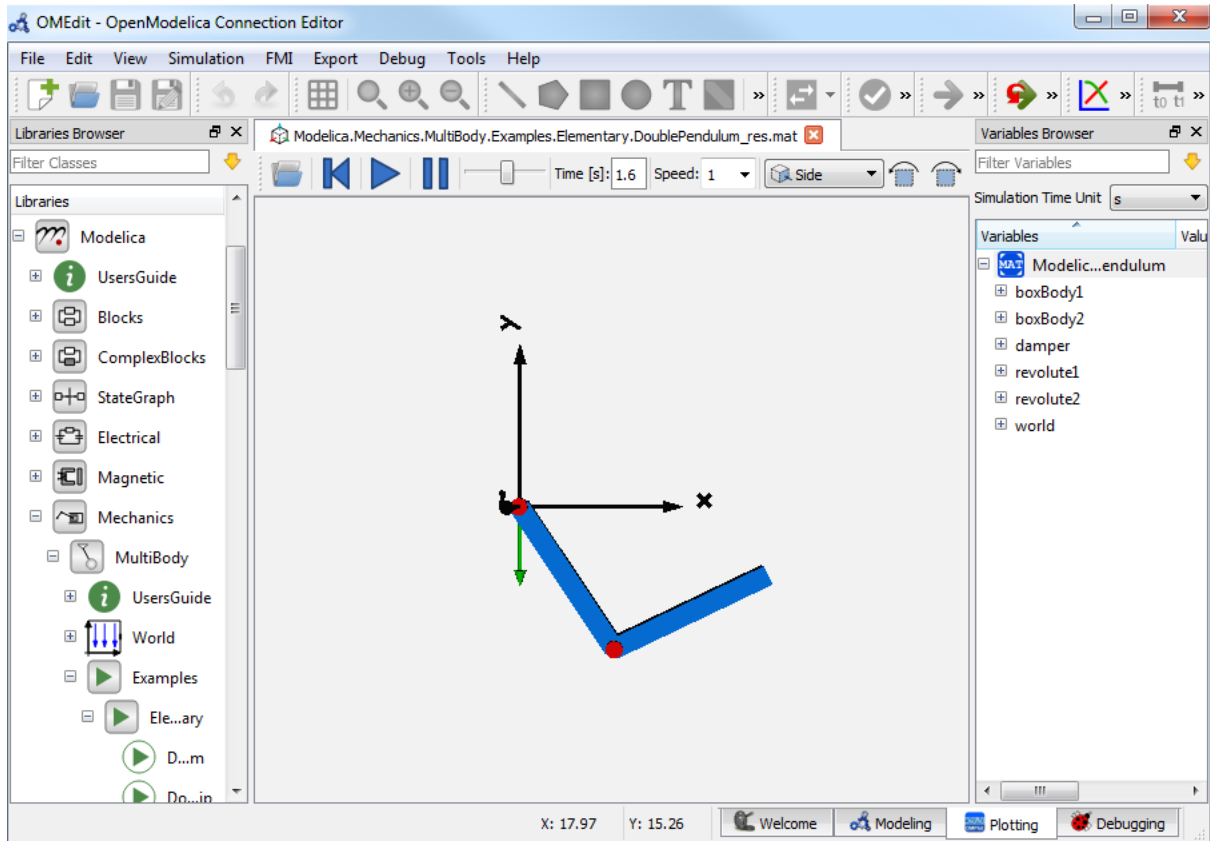 OMEdit - OpenModelica Connection Editor
File Edit View Simulation FMI Export Debug Tools Help
T » » » » to t1 »
Libraries Browser
Filter Classes
Libraries
Modelica
i UsersGuide
Blocks
ComplexBlocks
StateGraph
Electrical
Magnetic
Mechanics
MultiBody
i UsersGuide
World
Examples
Ele...ary
D...m
Do...ip
Modelica.Mechanics.MultiBody.Examples.Elementary.DoublePendulum_res.mat
Time [s]: 1.6 Speed: 1 Side
Y
X
Variables Browser
Filter Variables
Simulation Time Unit s
Variables Valu
MAT Modelic...endulum
boxBody1
boxBody2
damper
revolute1
revolute2
world
X: 17.97 Y: 15.26 Welcome Modeling Plotting Debugging